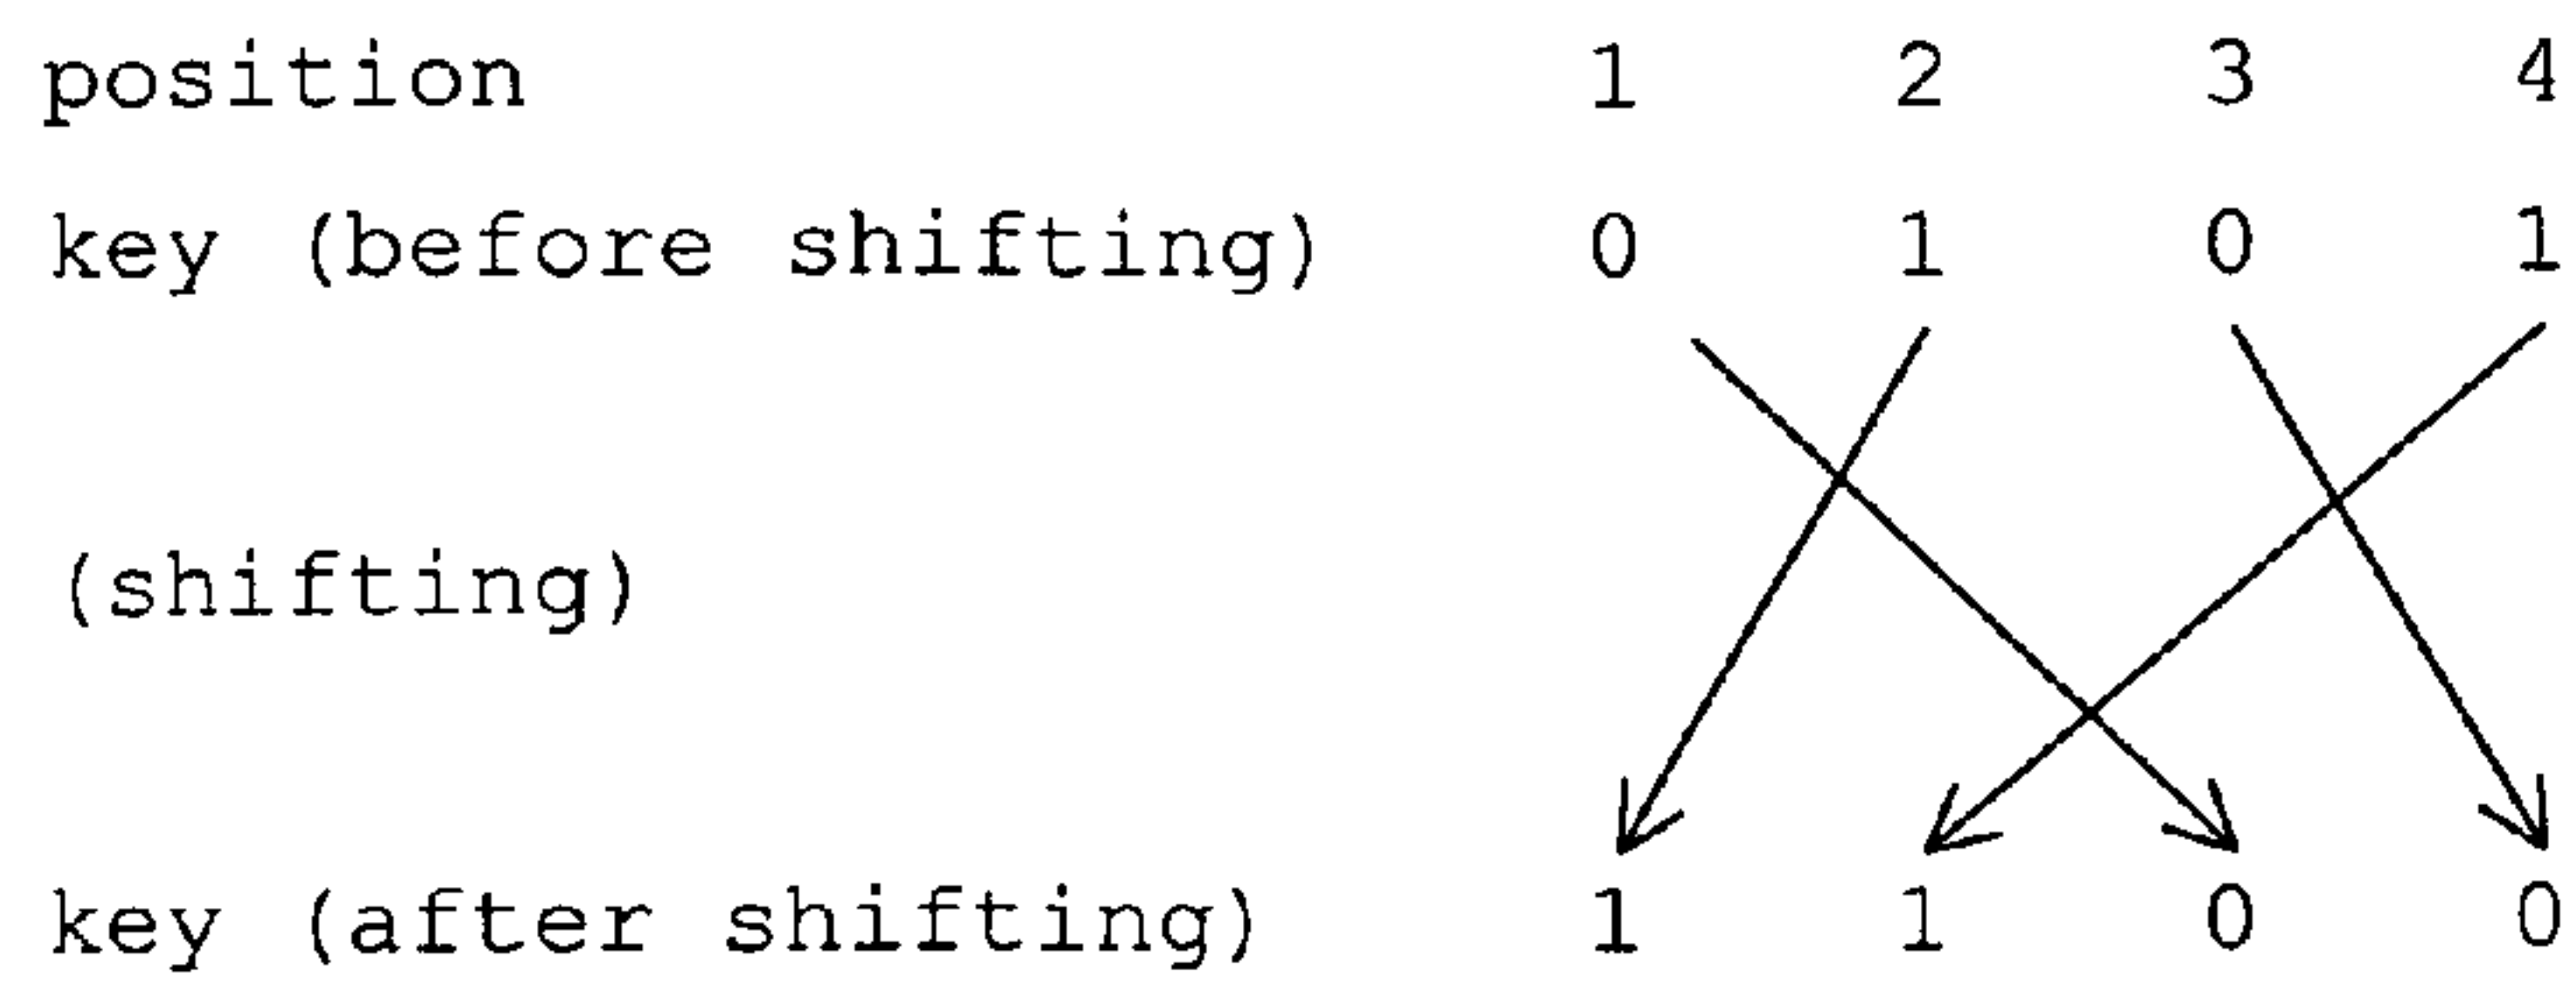 position 1 2 3 4
key (before shifting) 0 1 0 1
(shifting)
key (after shifting) 1 1 0 0